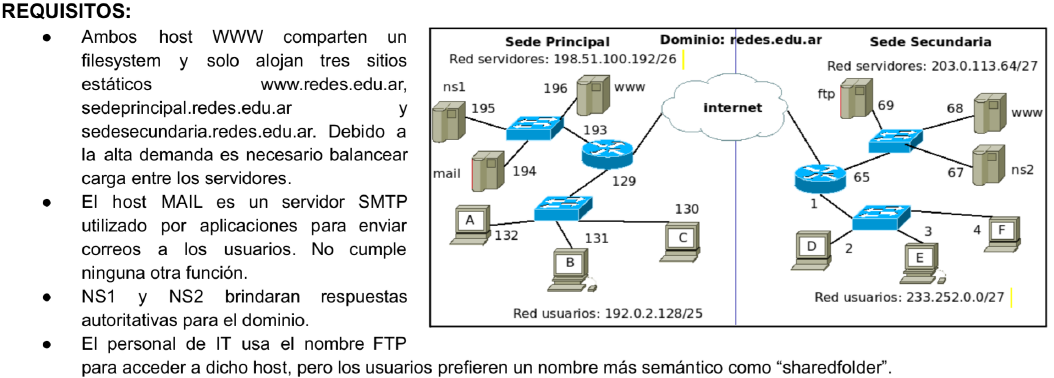 REQUISITOS:
● Ambos host WWW comparten un
filesystem y solo alojan tres sitios
estáticos www.redes.edu.ar,
sedeprincipal.redes.edu.ar y
sedesecundaria.redes.edu.ar. Debido a
la alta demanda es necesario balancear
carga entre los servidores.
● El host MAIL es un servidor SMTP
utilizado por aplicaciones para enviar
correos a los usuarios. No cumple
ninguna otra función.
● NS1 y NS2 brindaran respuestas
autoritativas para el dominio.
● El personal de IT usa el nombre FTP
para acceder a dicho host, pero los usuarios prefieren un nombre más semántico como “sharedfolder”.
Sede Principal
Dominio: redes.edu.ar
Sede Secundaria
Red servidores: 198.51.100.192/26
Red servidores: 203.0.113.64/27
ns1
195
196
www
193
mail
194
129
internet
ftp
69
68
www
67
ns2
65
1
A
132
B
131
C
130
D
2
E
3
F
4
Red usuarios: 192.0.2.128/25
Red usuarios: 233.252.0.0/27